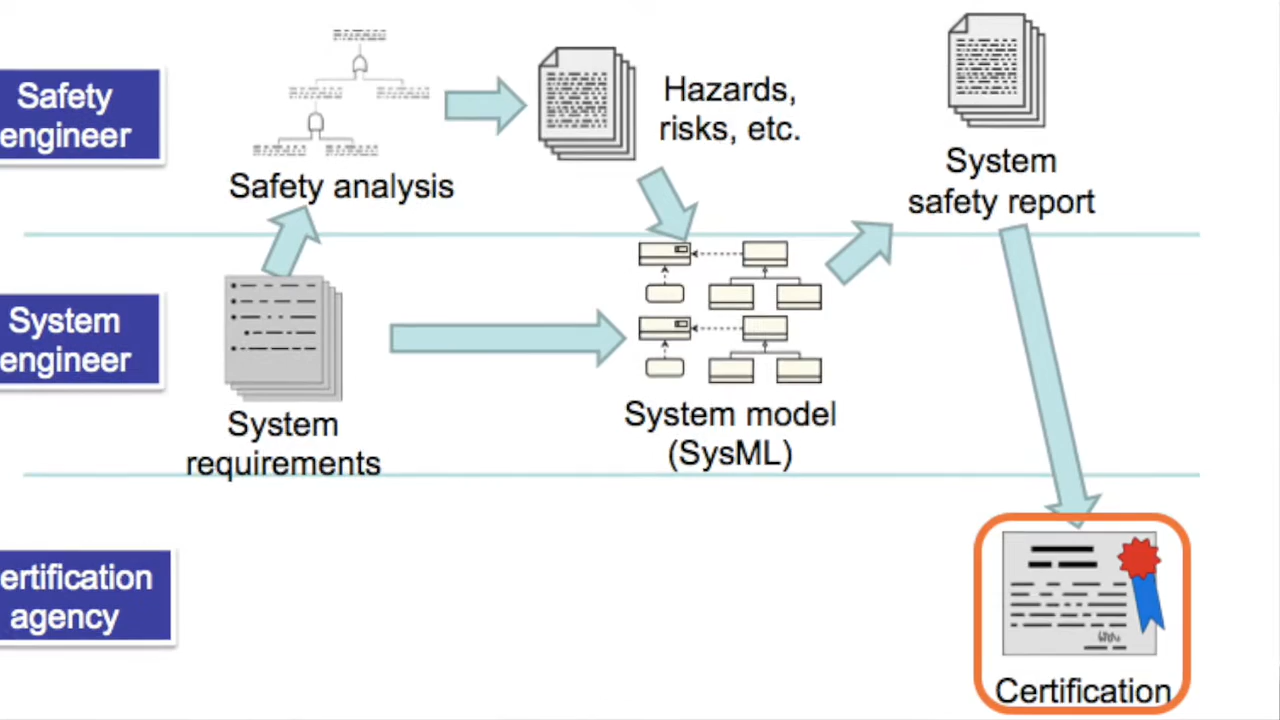 Safety
engineer
Safety analysis
Hazards,
risks, etc.
System
safety report
System
engineer
System
requirements
System model
(SysML)
ertification
agency
Certification